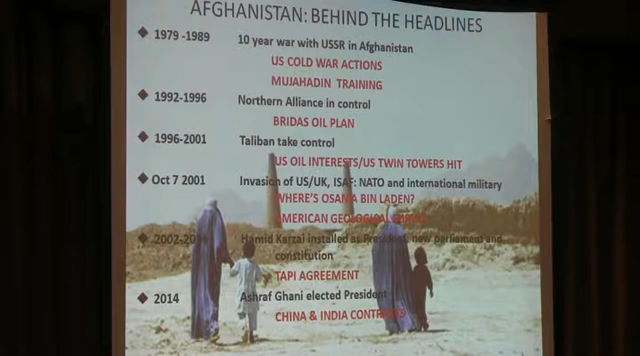 AFGHANISTAN: BEHIND THE HEADLINES
1979 -1989 10 year war with USSR in Afghanistan
US COLD WAR ACTIONS
MUJAHADIN TRAINING
1992-1996 Northern Alliance in control
BRIDAS OIL PLAN
1996-2001 Taliban take control
US OIL INTERESTS/US TWIN TOWERS HIT
Oct 7 2001 Invasion of US/UK, ISAF: NATO and international military
WHERE'S OSAMA BIN LADEN?
AMERICAN GEOLOGICAL
Hamid Karzai installed as President, new parliament and
constitution
TAPI AGREEMENT
2014 Ashraf Ghani elected President
CHINA & INDIA CONTRACTS